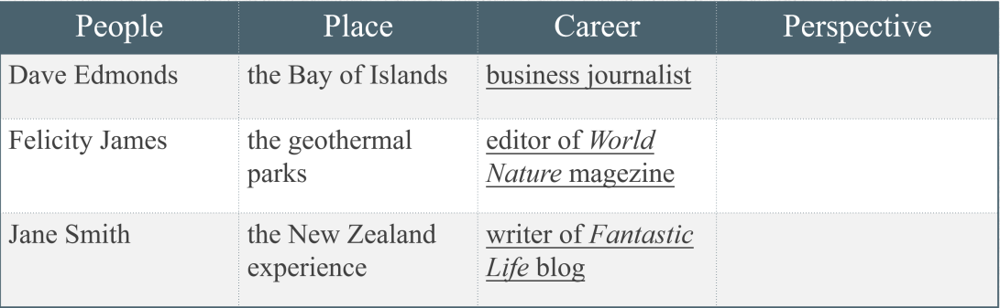 People Place Career Perspective
Dave Edmonds the Bay of Islands business journalist
Felicity James the geothermal editor of World
parks Nature magezine
Jane Smith the New Zealand writer of Fantastic
experience Life blog